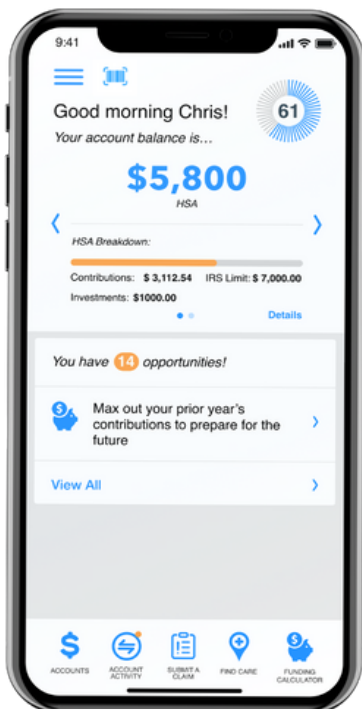 9:41
Good morning Chris!
61
Your account balance is...
$5,800
HSA
HSA Breakdown:
Contributions: $ 3,112.54 IRS Limit: $ 7,000.00
Investments: $1000.00
Details
You have 14 opportunities!
Max out your prior year's
contributions to prepare for the
future
View All
ACCOUNTS
ACCOUNT
ACTIVITY
SUBMIT A
CLAIM
FIND CARE
FUNDING
CALCULATOR